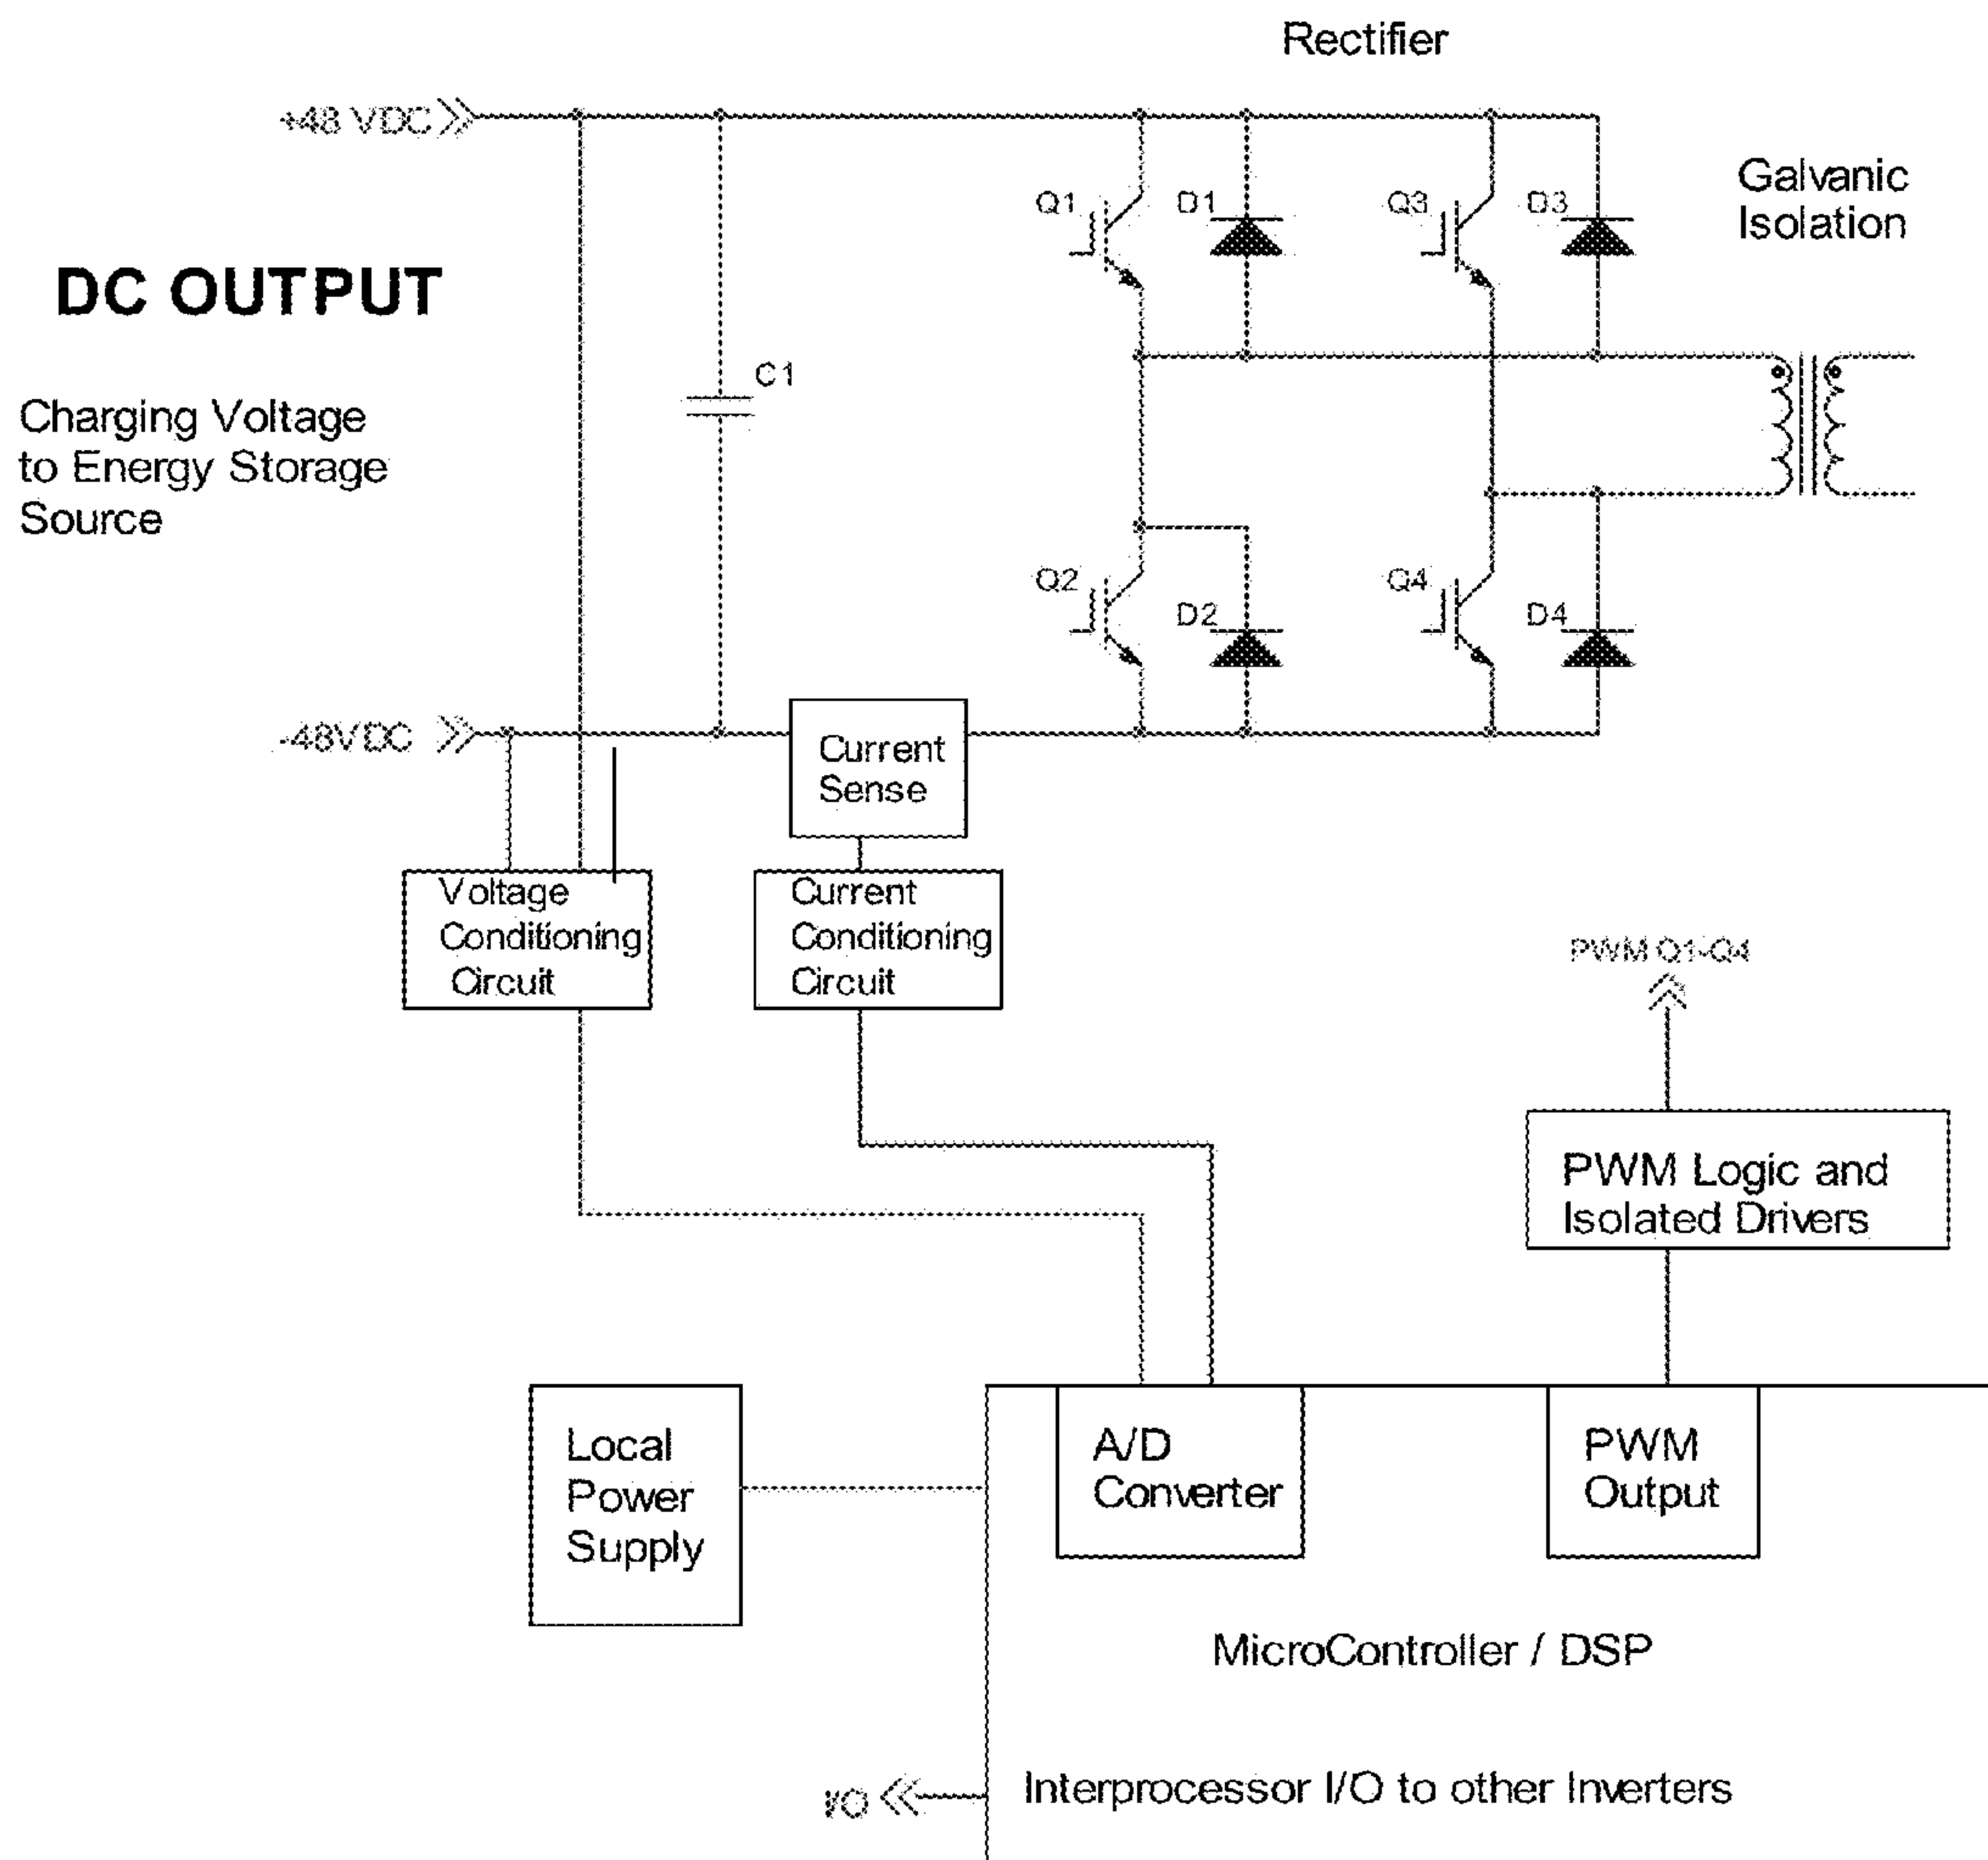 Rectifier
+48 VDC
Galvanic
Isolation
Q1
D1
Q3
D3
DC OUTPUT
C1
Charging Voltage
to Energy Storage
Source
Q2
D2
Q4
D4
-48VDC
Current
Sense
Voltage
Conditioning
Circuit
Current
Conditioning
Circuit
PWM Q1-Q4
PWM Logic and
Isolated Drivers
Local
Power
Supply
A/D
Converter
PWM
Output
MicroController / DSP
I/O
Interprocessor I/O to other Inverters